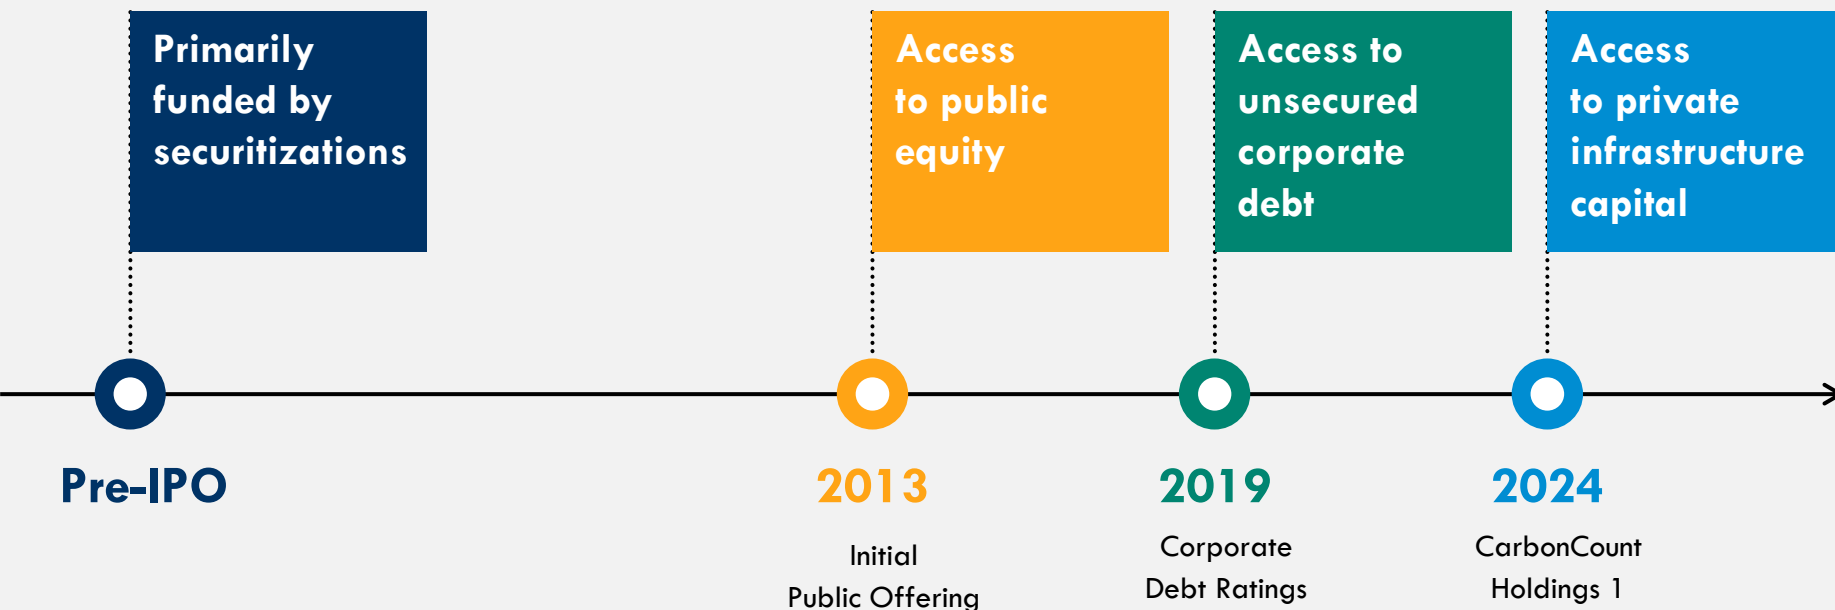 Primarily
funded by
securitizations
Access
to public
equity
Access to
unsecured
corporate
debt
Access
to private
infrastructure
capital
Pre-IPO
2013
Initial
Public Offering
2019
Corporate
Debt Ratings
2024
CarbonCount
Holdings 1